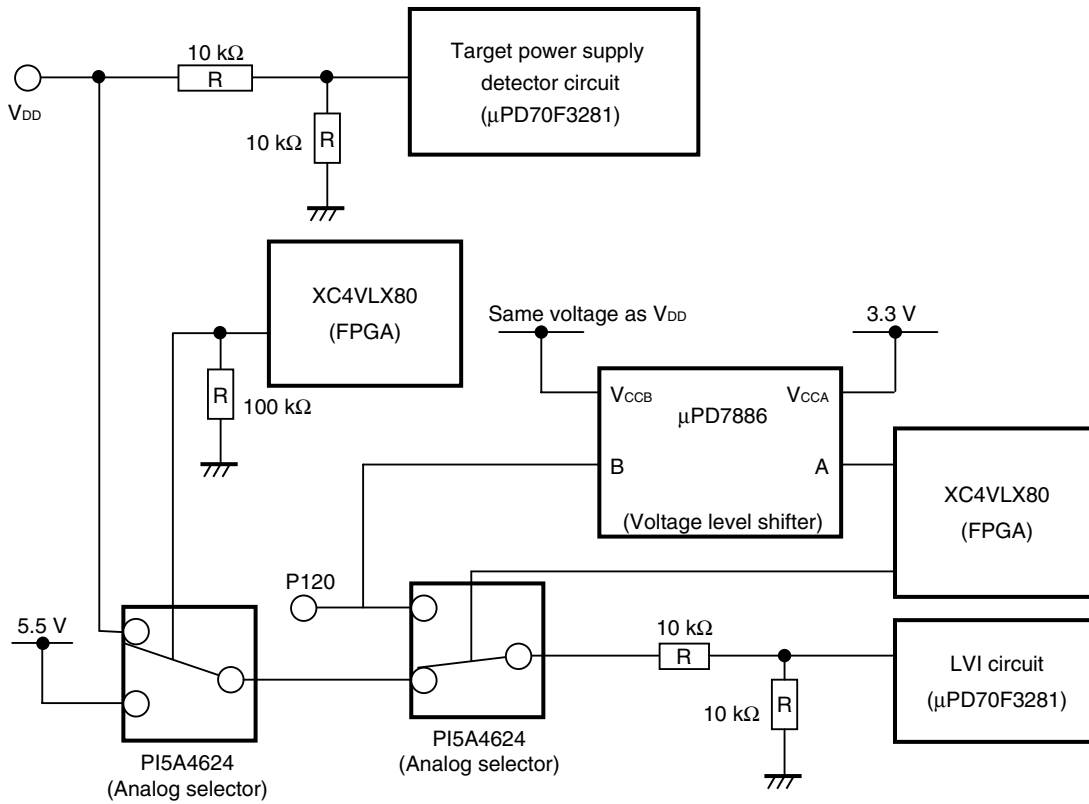 10 kΩ
R
VDD
10 kΩ
R
Target power supply
detector circuit
(μPD70F3281)
XC4VLX80
(FPGA)
R
100 kΩ
Same voltage as VDD
3.3 V
VCCB
VCCA
μPD7886
B
A
(Voltage level shifter)
XC4VLX80
(FPGA)
P120
5.5 V
10 kΩ
R
10 kΩ
R
LVI circuit
(μPD70F3281)
PI5A4624
(Analog selector)
PI5A4624
(Analog selector)